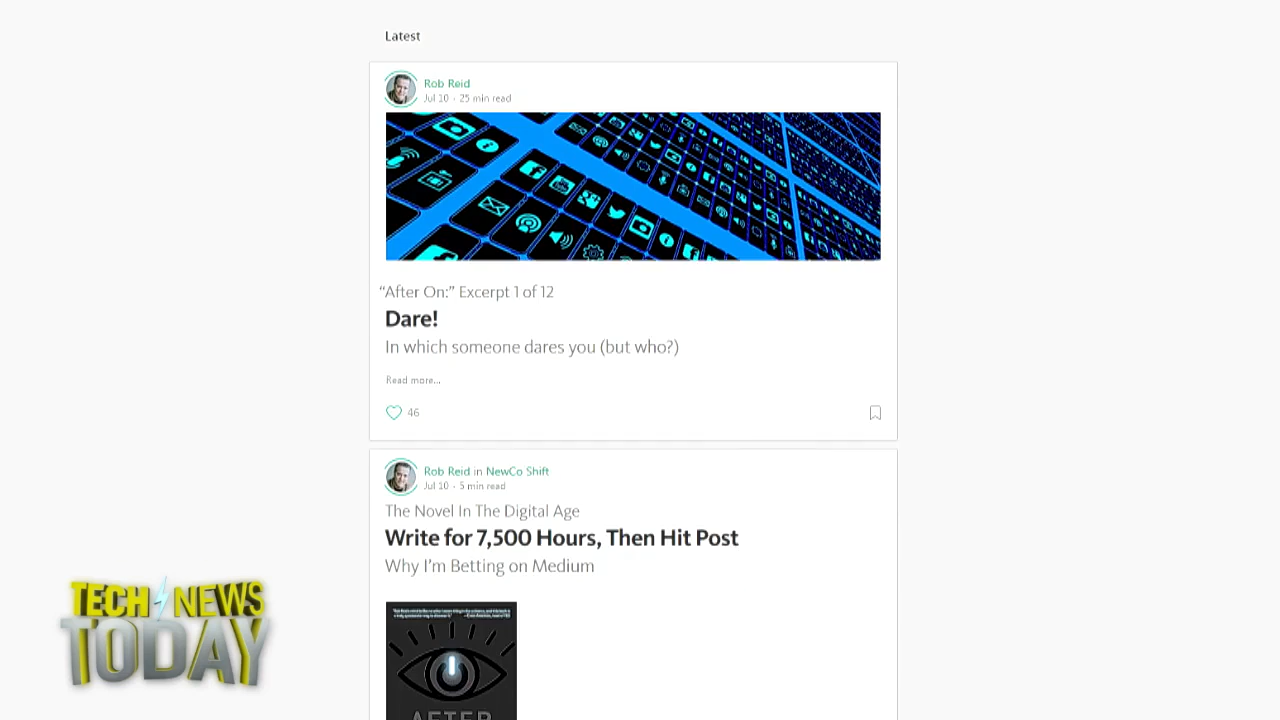 Latest
Rob Reid
Jul 10 · 25 min read
“After On:” Excerpt 1 of 12
Dare!
In which someone dares you (but who?)
Read more...
46
Rob Reid in NewCo Shift
Jul 10 · 5 min read
The Novel In The Digital Age
Write for 7,500 Hours, Then Hit Post
Why I’m Betting on Medium
AFTER
TECH NEWS
TODAY